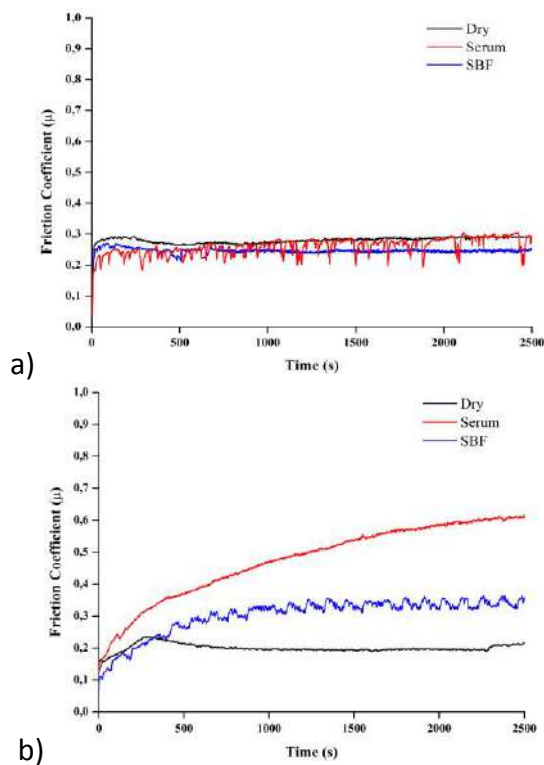 Dry
Serum
SBF
Friction Coefficient (μ)
1,0
0,9
0,8
0,7
0,6
0,5
0,4
0,3
0,2
0,1
0,0
0 500 1000 1500 2000 2500
Time (s)
a)
Dry
Serum
SBF
Friction Coefficient (μ)
1,0
0,9
0,8
0,7
0,6
0,5
0,4
0,3
0,2
0,1
0,0
0 500 1000 1500 2000 2500
Time (s)
b)